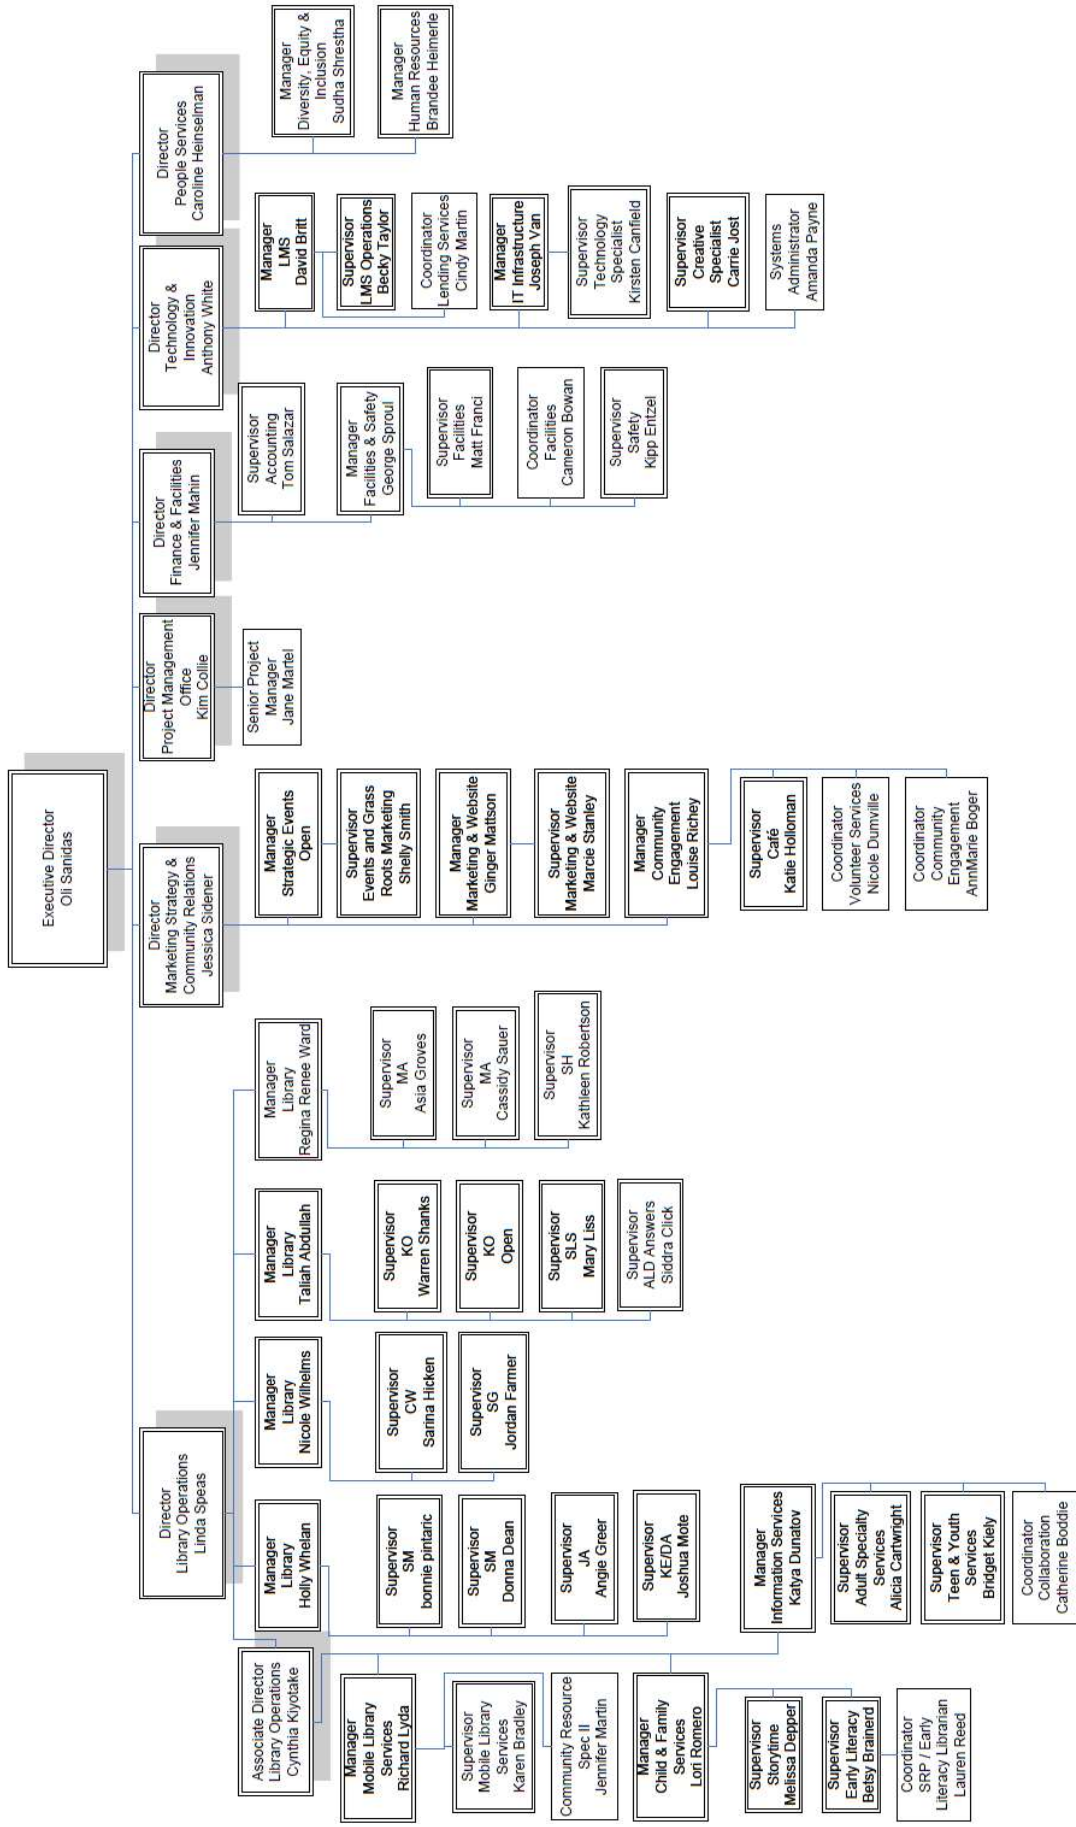 Executive Director
Oli Sanidas
Director
Library Operations
Linda Speas
Director
Marketing Strategy &
Community Relations
Jessica Sidener
Director
Project Management
Office
Kim Collie
Director
Finance & Facilities
Jennifer Mahin
Director
Technology &
Innovation
Anthony White
Director
People Services
Caroline Heinselman
Associate Director
Library Operations
Cynthia Kiyotake
Manager
Mobile Library
Services
Richard Lyda
Supervisor
Mobile Library
Services
Karen Bradley
Community Resource
Spec II
Jennifer Martin
Manager
Child & Family
Services
Lori Romero
Supervisor
Storytime
Melissa Depper
Supervisor
Early Literacy
Betsy Brainerd
Coordinator
SRP / Early
Literacy Librarian
Lauren Reed
Manager
Information Services
Katya Dunatov
Supervisor
Adult Specialty
Services
Alicia Cartwright
Supervisor
Teen & Youth
Services
Bridget Kiely
Coordinator
Collaboration
Catherine Boddie
Manager
Library
Holly Whelan
Supervisor
SM
bonnie pintaric
Supervisor
SM
Donna Dean
Supervisor
JA
Angie Greer
Supervisor
KE/DA
Joshua Mote
Manager
Library
Nicole Wilhelms
Supervisor
CW
Sarina Hicken
Supervisor
SG
Jordan Farmer
Manager
Library
Taliah Abdullah
Supervisor
KO
Warren Shanks
Supervisor
KO
Open
Supervisor
SLS
Mary Liss
Supervisor
ALD Answers
Siddra Click
Manager
Library
Regina Renee Ward
Supervisor
MA
Asia Groves
Supervisor
MA
Cassidy Sauer
Supervisor
SH
Kathleen Robertson
Manager
Strategic Events
Open
Supervisor
Events and Grass
Roots Marketing
Shelly Smith
Manager
Marketing & Website
Ginger Mattson
Supervisor
Marketing & Website
Marcie Stanley
Manager
Community
Engagement
Louise Richey
Supervisor
Café
Katie Holloman
Coordinator
Volunteer Services
Nicole Dumville
Coordinator
Community
Engagement
AnnMarie Boger
Senior Project
Manager
Jane Martel
Supervisor
Accounting
Tom Salazar
Manager
Facilities & Safety
George Sproul
Supervisor
Facilities
Matt Franci
Coordinator
Facilities
Cameron Bowan
Supervisor
Safety
Kipp Entzel
Manager
LMS
David Britt
Supervisor
LMS Operations
Becky Taylor
Coordinator
Lending Services
Cindy Martin
Manager
IT Infrastructure
Joseph Van
Supervisor
Technology
Specialist
Kirsten Canfield
Supervisor
Creative
Specialist
Carrie Jost
Systems
Administrator
Amanda Payne
Manager
Diversity, Equity &
Inclusion
Sudha Shrestha
Manager
Human Resources
Brandee Heimerle